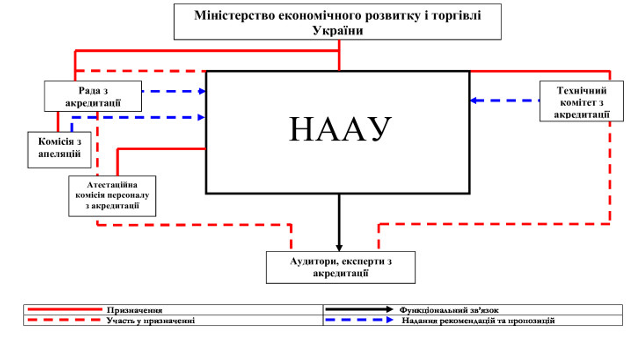 Міністерство економічного розвитку і торгівлі
України
Рада з
акредитації
НААУ
Технічний
комітет з
акредитації
Комісія з
апеляцій
Атестаційна
комісія персоналу
з акредитації
Аудитори, експерти з
акредитації
Призначення
Функціональний зв'язок
Участь у призначенні
Надання рекомендацій та пропозицій